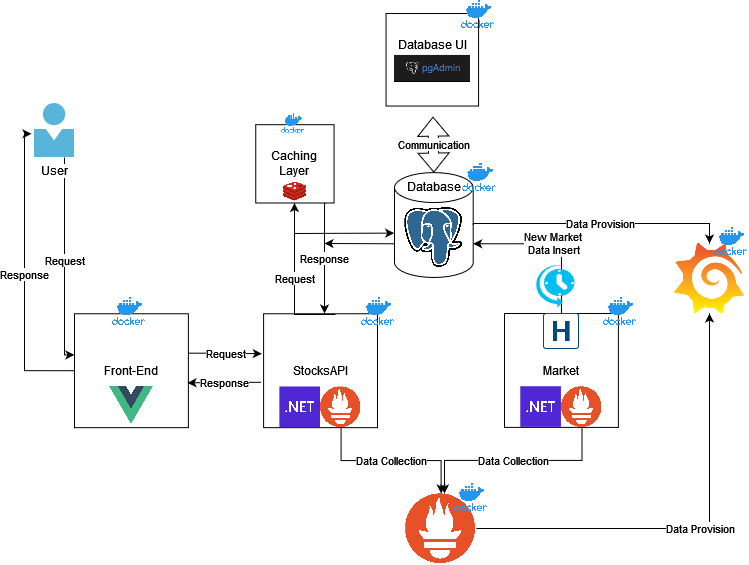 docker
Database UI
pgAdmin
Communication
docker
Caching
Layer
User
docker
Database
Data Provision
docker
New Market
Data Insert
Response
Request
Response
Request
docker
Front-End
Request
Response
docker
StocksAPI
.NET
docker
H
Market
.NET
Data Collection
Data Collection
docker
Data Provision